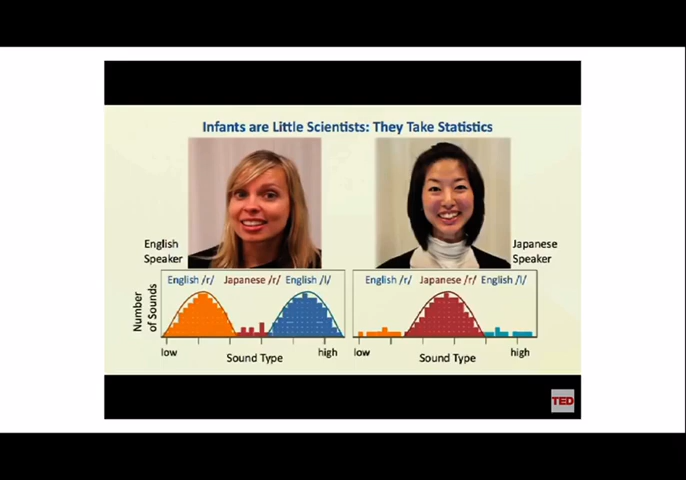 Infants are Little Scientists: They Take Statistics
English
Speaker
Japanese
Speaker
English /r/ Japanese /r/ English /l/
Number
of Sounds
low
high
Sound Type
English /r/ Japanese /r/ English /l/
low
high
Sound Type
TED